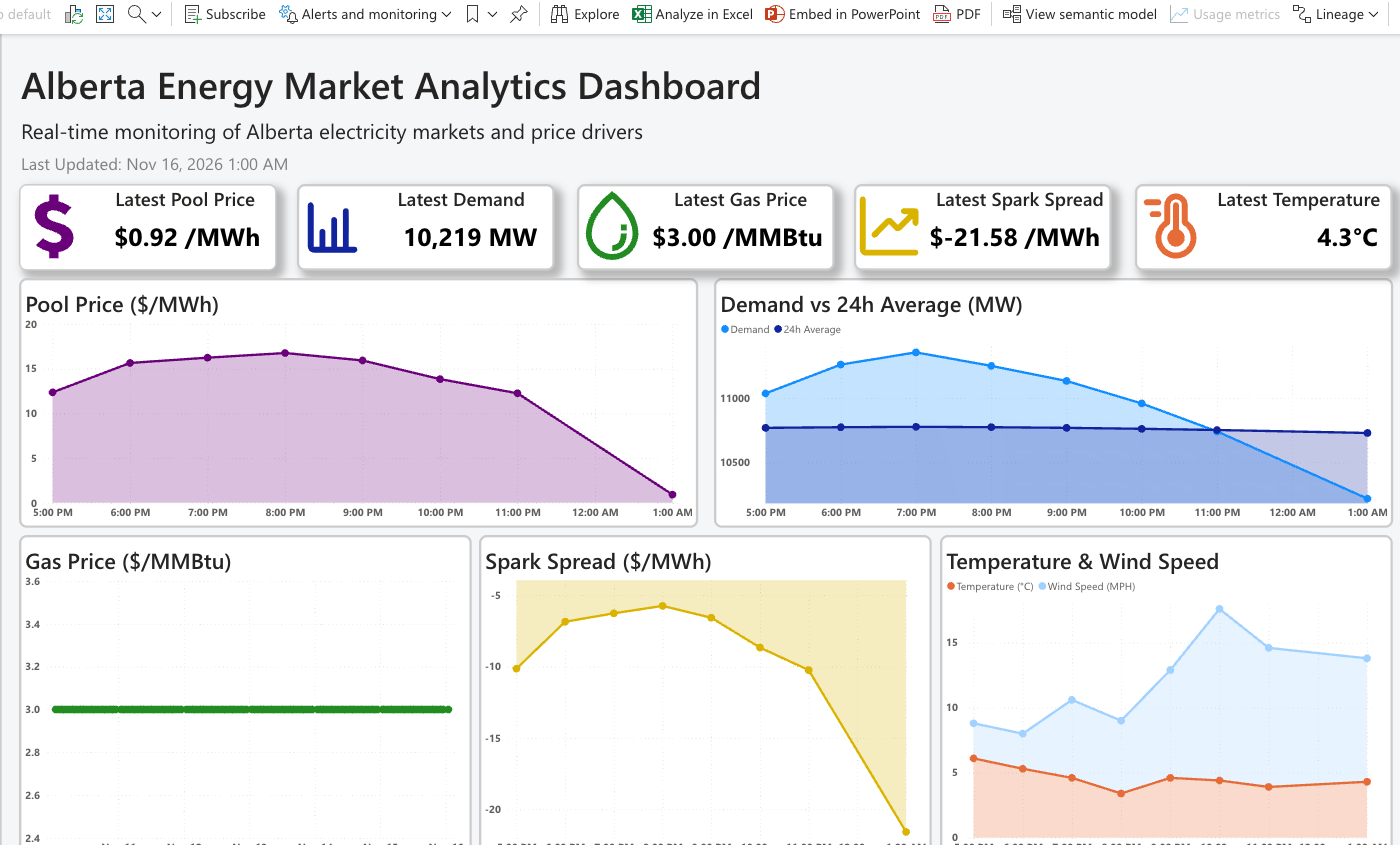 default
Subscribe
Alerts and monitoring
Explore
Analyze in Excel
Embed in PowerPoint
PDF
View semantic model
Usage metrics
Lineage
Alberta Energy Market Analytics Dashboard
Real-time monitoring of Alberta electricity markets and price drivers
Last Updated: Nov 16, 2026 1:00 AM
Latest Pool Price
$0.92 /MWh
Latest Demand
10,219 MW
Latest Gas Price
$3.00 /MMBtu
Latest Spark Spread
$-21.58 /MWh
Latest Temperature
4.3°C
Pool Price ($/MWh)
20
15
10
5
0
5:00 PM 6:00 PM 7:00 PM 8:00 PM 9:00 PM 10:00 PM 11:00 PM 12:00 AM 1:00 AM
Demand vs 24h Average (MW)
Demand 24h Average
11000
10500
5:00 PM 6:00 PM 7:00 PM 8:00 PM 9:00 PM 10:00 PM 11:00 PM 12:00 AM 1:00 AM
Gas Price ($/MMBtu)
3.6
3.4
3.2
3.0
2.8
2.6
2.4
Spark Spread ($/MWh)
-5
-10
-15
-20
Temperature & Wind Speed
Temperature (°C) Wind Speed (MPH)
15
10
5
0